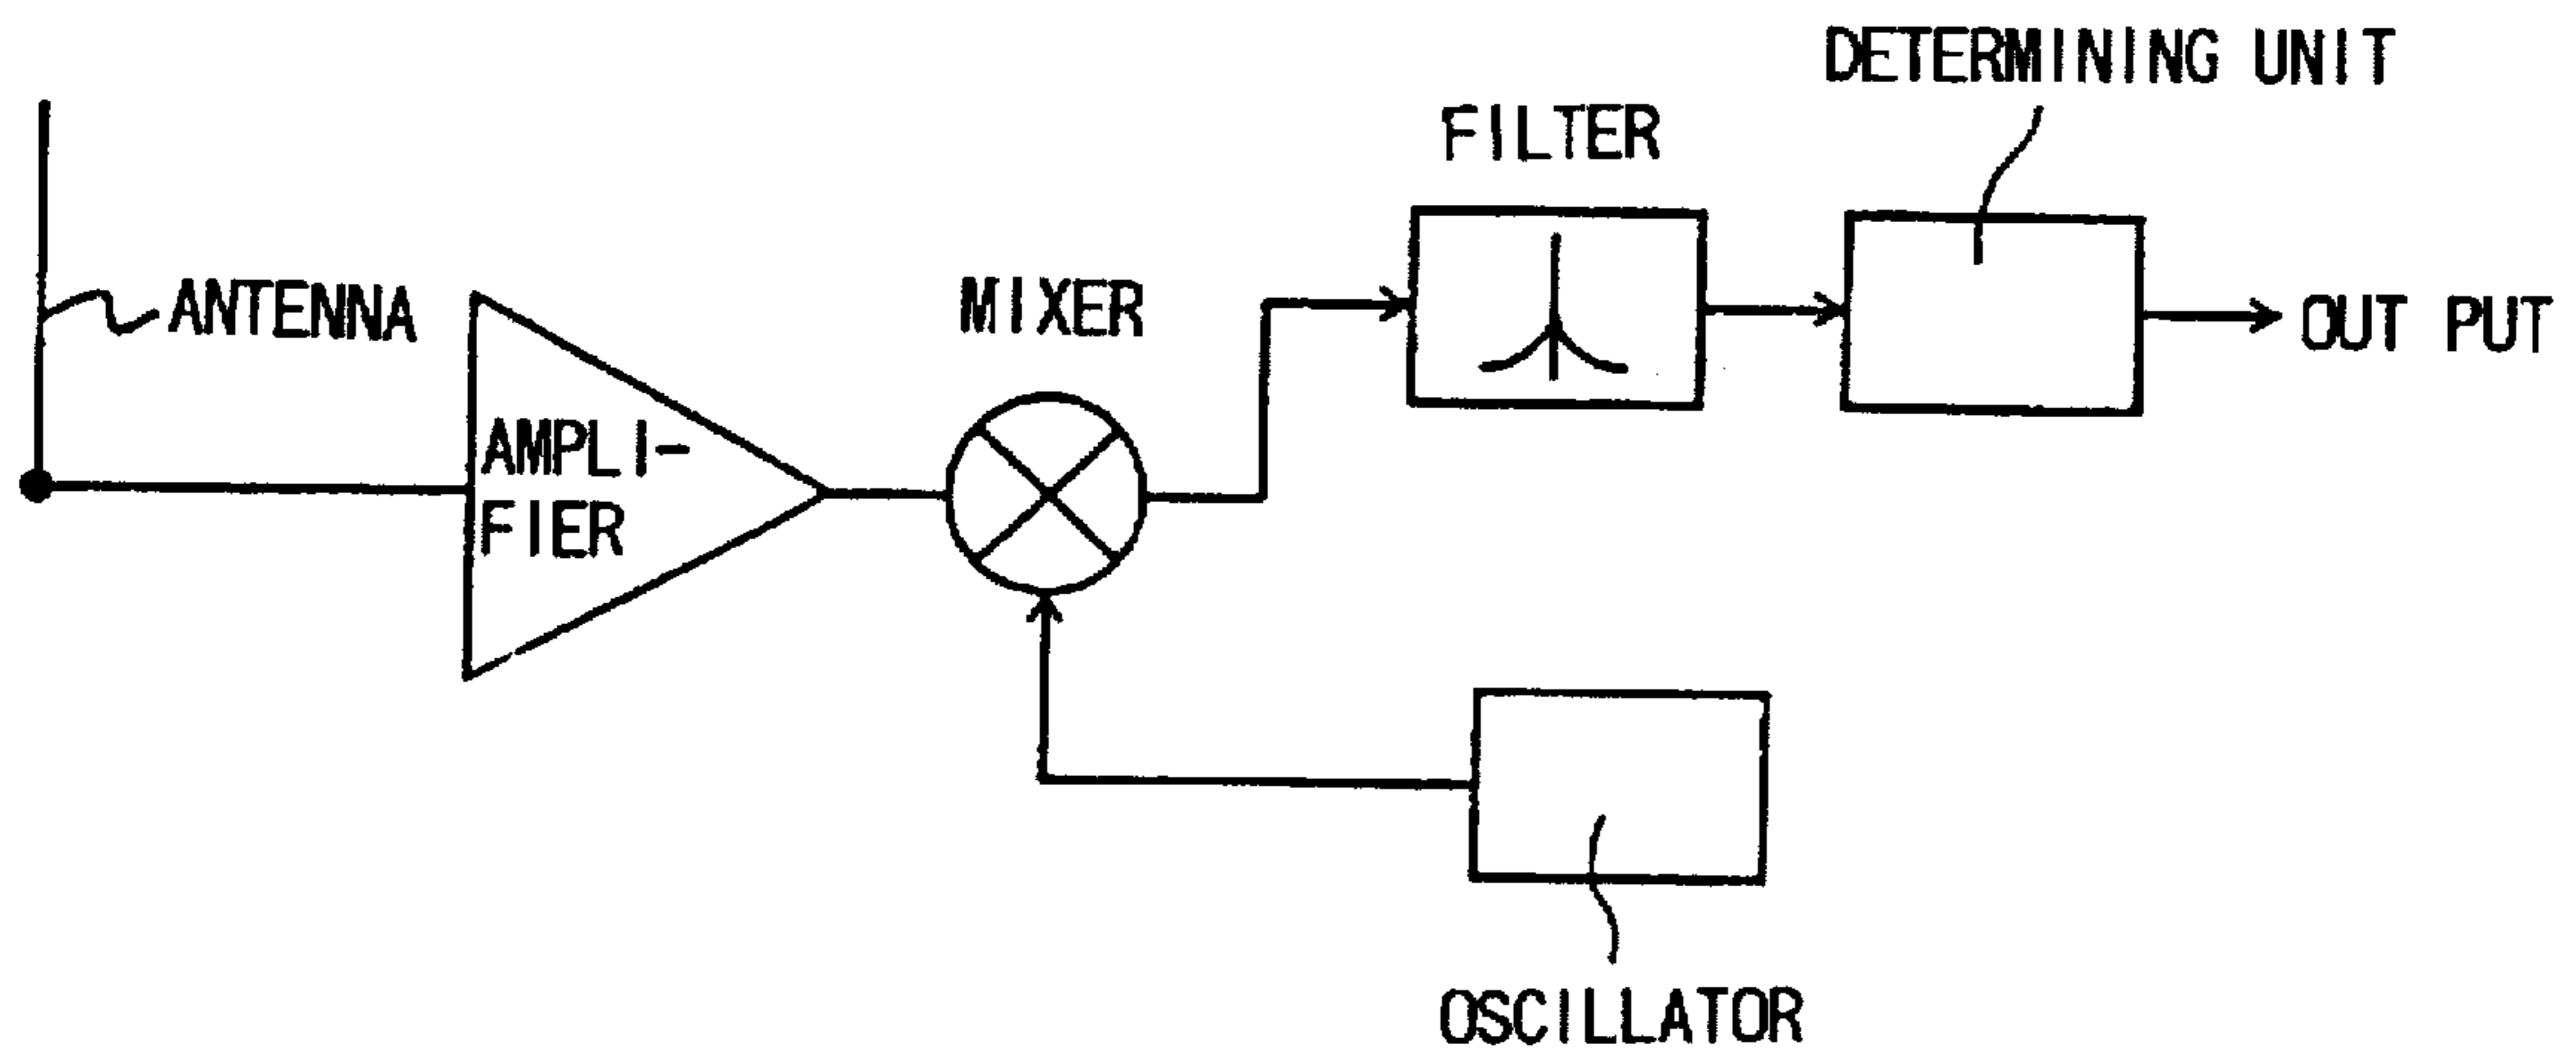 DETERMINING UNIT
FILTER
ANTENNA
MIXER
OUT PUT
AMPLI-
FIER
OSCILLATOR